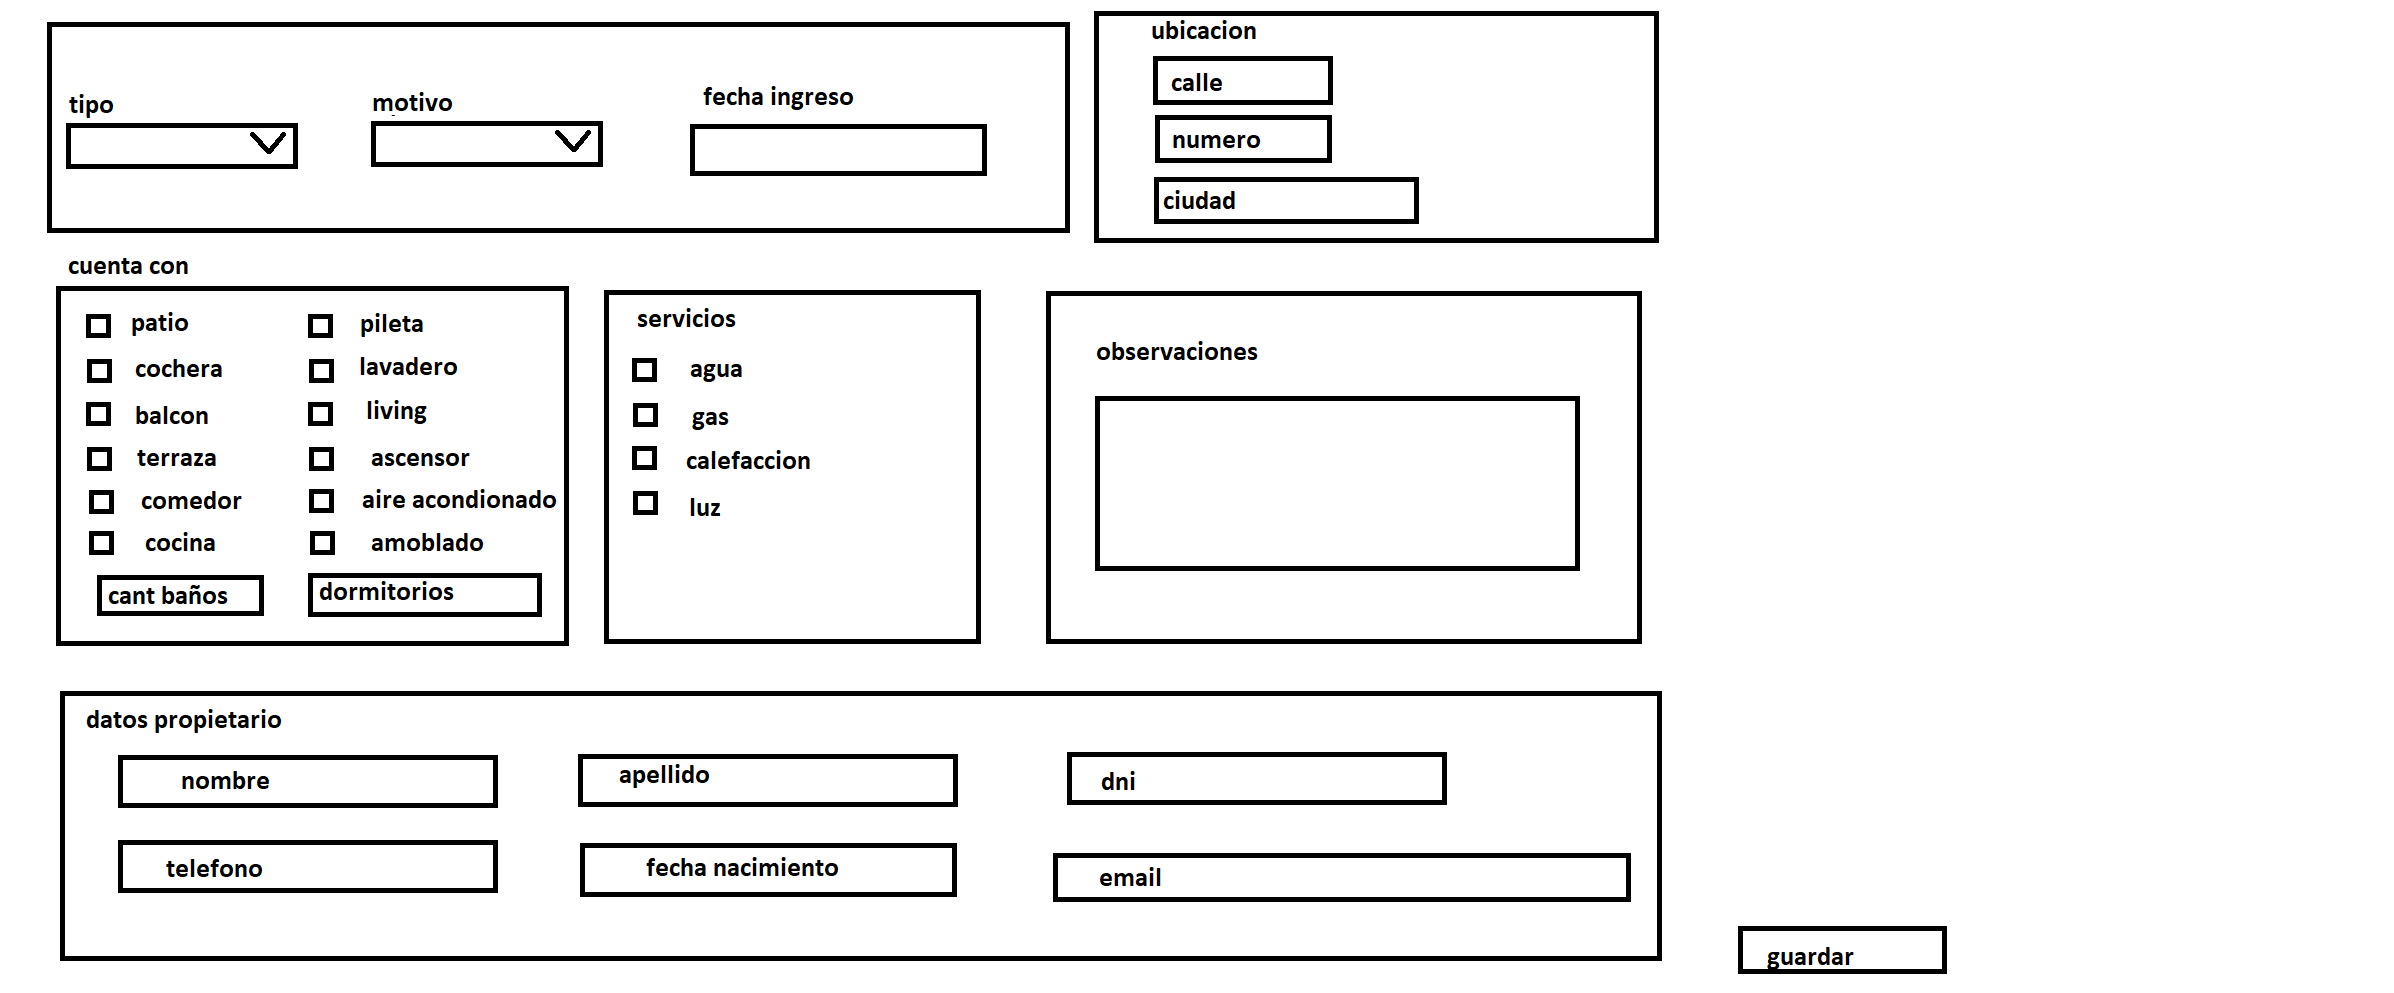 tipo
motivo
fecha ingreso
ubicacion
calle
numero
ciudad
cuenta con
patio
cochera
balcon
terraza
comedor
cocina
cant baños
pileta
lavadero
living
ascensor
aire acondionado
amoblado
dormitorios
servicios
agua
gas
calefaccion
luz
observaciones
datos propietario
nombre
apellido
dni
telefono
fecha nacimiento
email
guardar